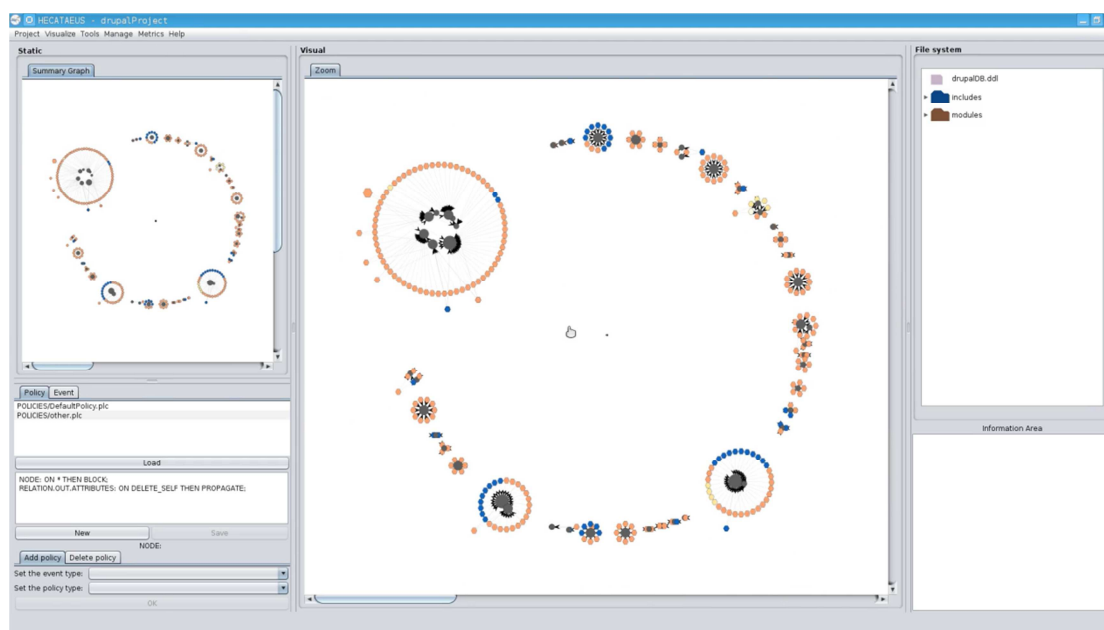 HECATAEUS - drupalProject
Project Visualize Tools Manage Metrics Help
Static
Summary Graph
Policy Event
POLICIES/DefaultPolicy.plc
POLICIES/other.plc
Load
NODE: ON * THEN BLOCK;
RELATION.OUT.ATTRIBUTES: ON DELETE_SELF THEN PROPAGATE;
New Save
NODE:
Add policy Delete policy
Set the event type:
Set the policy type:
OK
Visual
Zoom
File system
drupalDB.ddl
includes
modules
Information Area